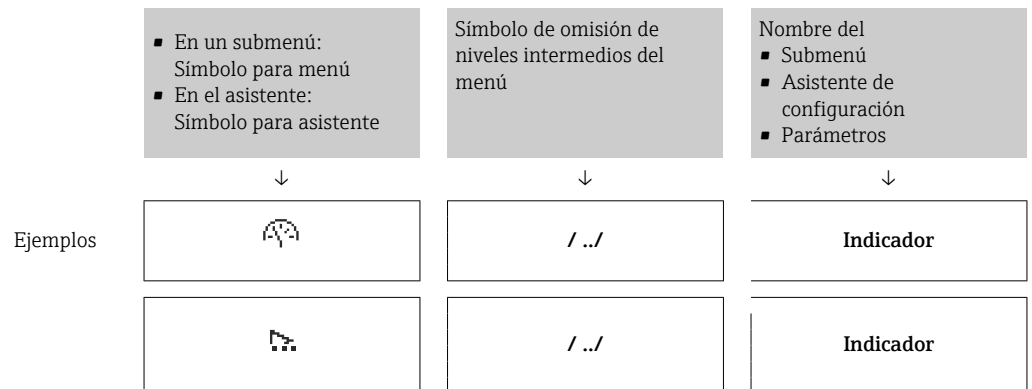 ▪ En un submenú:
Símbolo para menú
▪ En el asistente:
Símbolo para asistente
Símbolo de omisión de
niveles intermedios del
menú
Nombre del
▪ Submenú
▪ Asistente de
configuración
▪ Parámetros
↓ ↓ ↓
Ejemplos / ../ Indicador
/ ../ Indicador